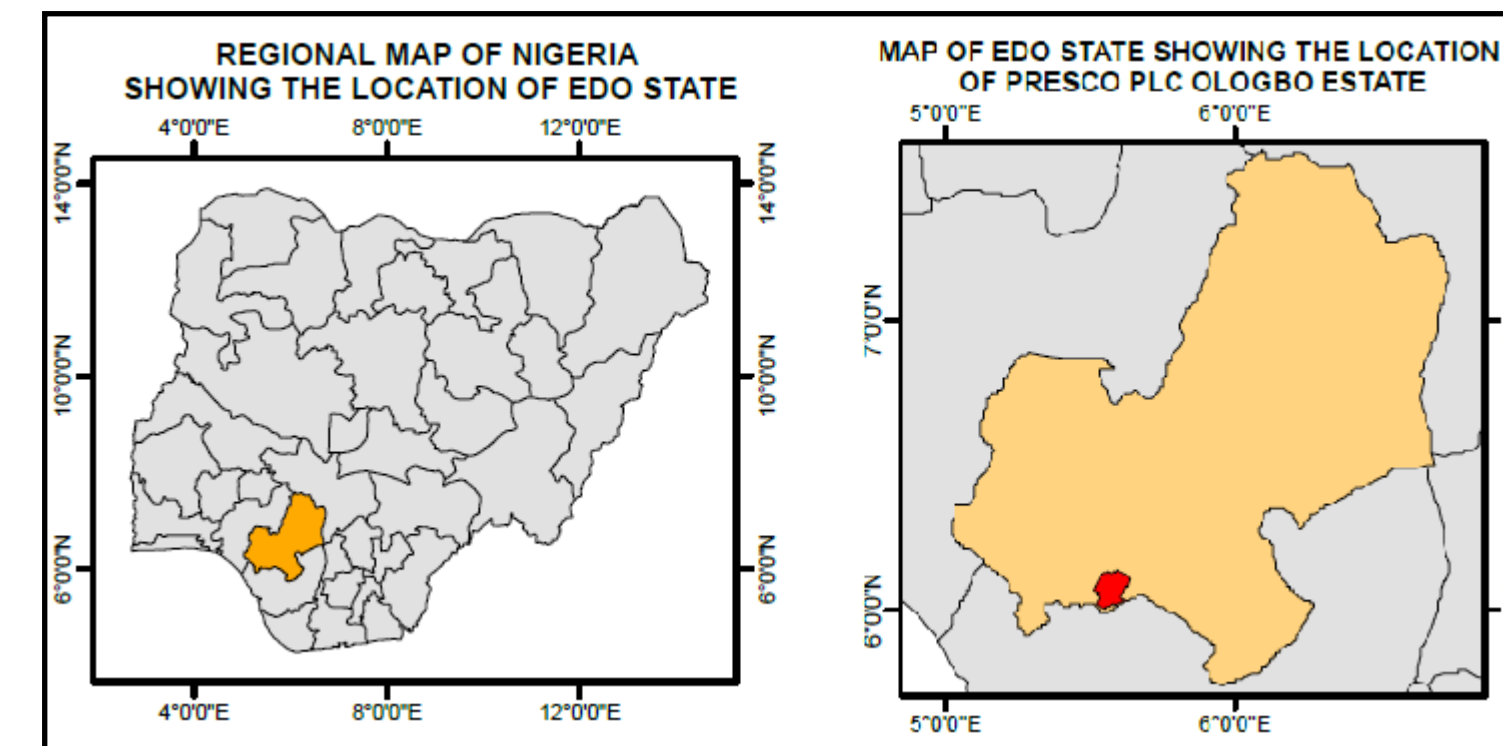 REGIONAL MAP OF NIGERIA
SHOWING THE LOCATION OF EDO STATE
4°0'0"E 8°0'0"E 12°0'0"E
14°0'0"N 14°0'0"N
10°0'0"N 10°0'0"N
6°0'0"N 6°0'0"N
4°0'0"E 8°0'0"E 12°0'0"E
MAP OF EDO STATE SHOWING THE LOCATION
OF PRESCO PLC OLOGBO ESTATE
5°0'0"E 6°0'0"E
7°0'0"N
6°0'0"N
5°0'0"E 6°0'0"E